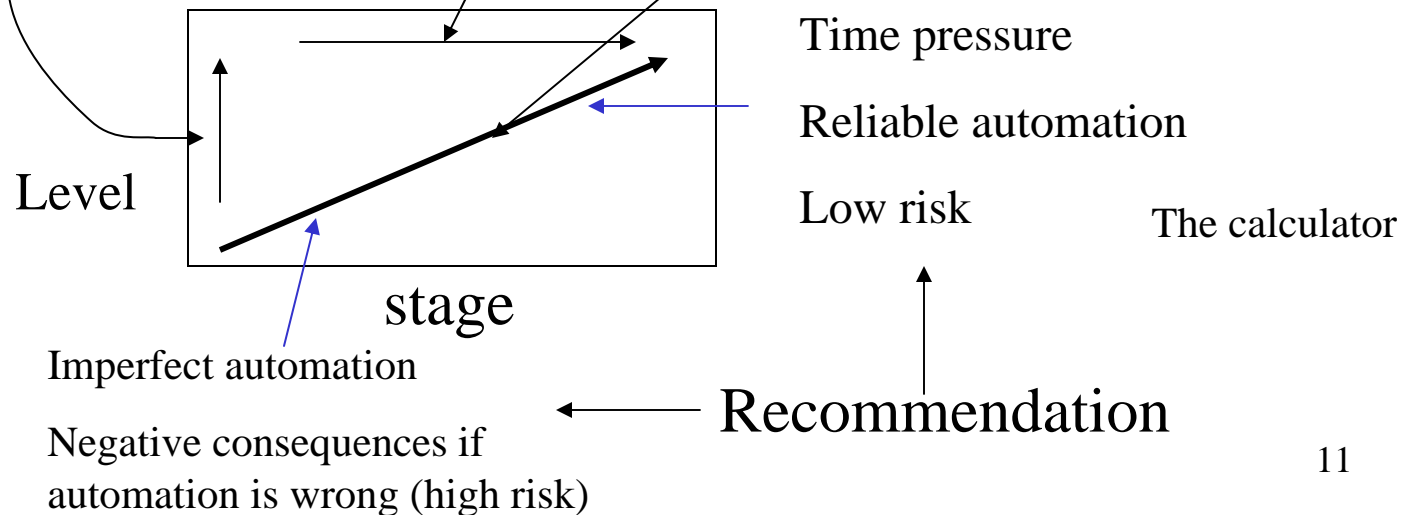 Time pressure
Reliable automation
Level
Low risk
The calculator
stage
Imperfect automation
Recommendation
Negative consequences if
automation is wrong (high risk)
11